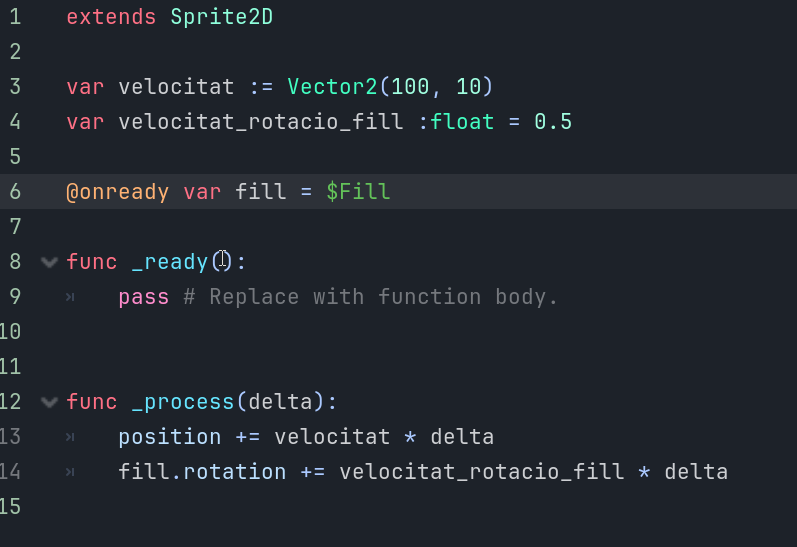 1 extends Sprite2D
2
3 var velocitat := Vector2(100, 10)
4 var velocitat_rotacio_fill :float = 0.5
5
6 @onready var fill = $Fill
7
8 func _ready():
9 pass # Replace with function body.
10
11
12 func _process(delta):
13 position += velocitat * delta
14 fill.rotation += velocitat_rotacio_fill * delta
15